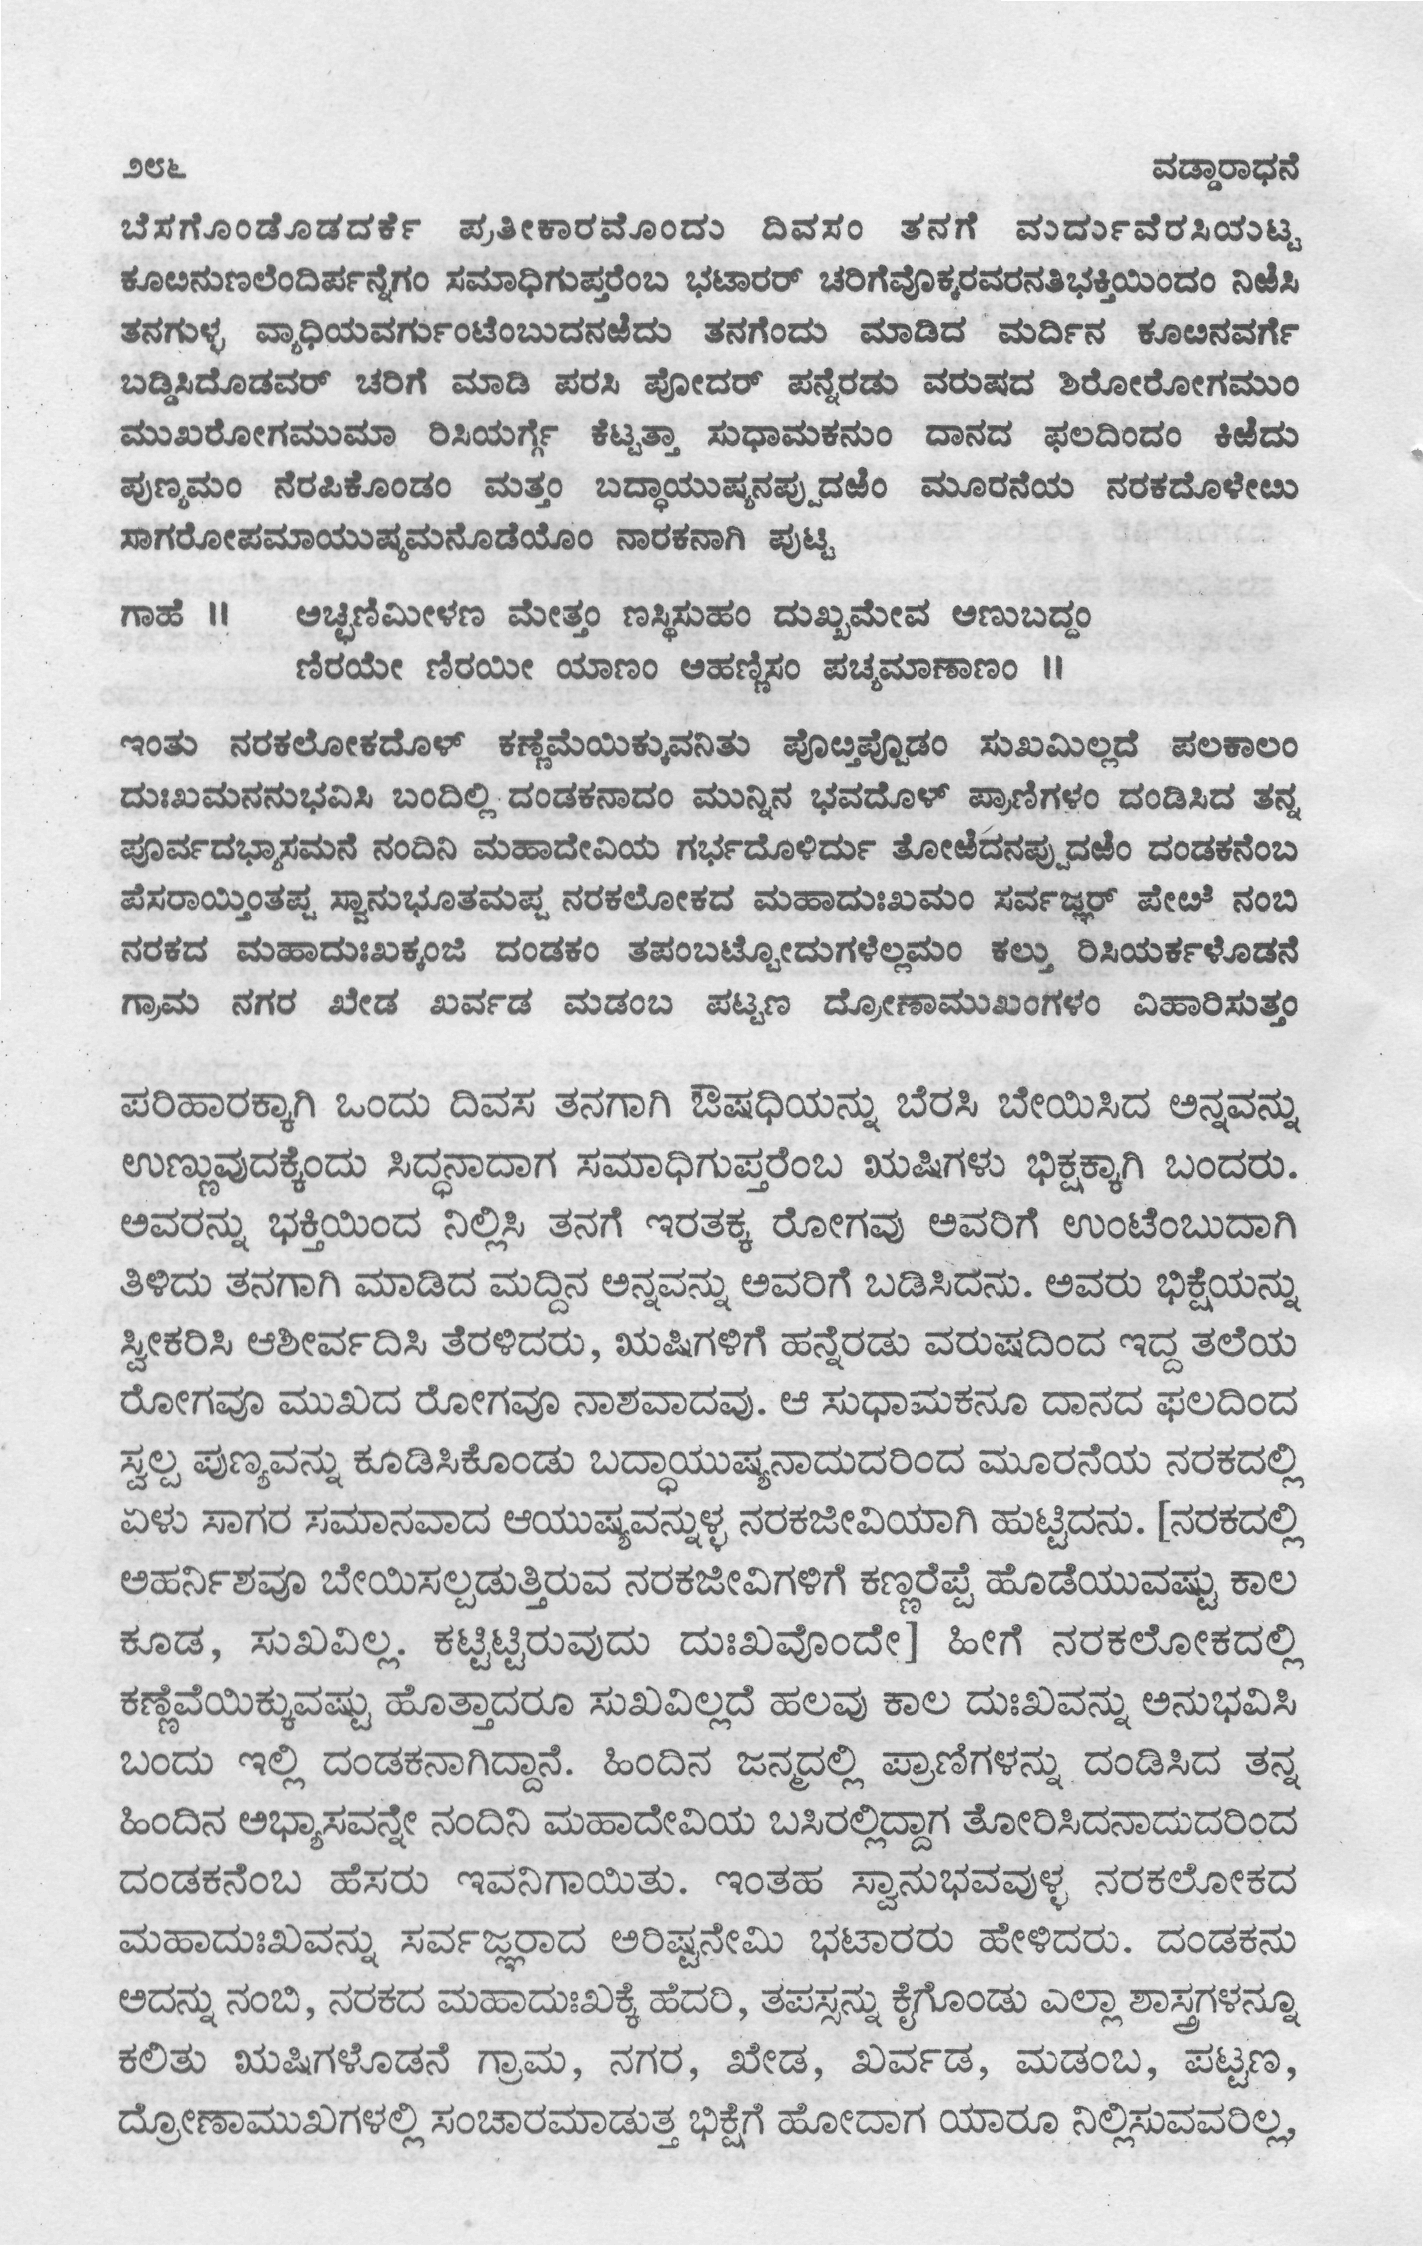 ೨೮೬ ವಡ್ಡಾರಾಧನೆ
ಬೆಸಗೊಂಡೊಡದರ್ಕೆ ಪ್ರತೀಕಾರವೊಂದು ದಿವಸಂ ತನಗೆ ಮರ್ದುವೆರಸಿಯಟ್ಟ
ಕೂೞನುಣಲೆಂದಿರ್ಪನ್ನೆಗಂ ಸಮಾಧಿಗುಪ್ತರೆಂಬ ಭಟಾರರ್ ಚರಿಗೆವೊಕ್ಕರವರನತಿಭಕ್ತಿಯಿಂದಂ ನಿಱಿಸಿ
ತನಗುಳ್ಳ ವ್ಯಾಧಿಯವರ್ಗುಂಟೆಂಬುದನಱಿದು ತನಗೆಂದು ಮಾಡಿದ ಮರ್ದಿನ ಕೂೞನವರ್ಗೆ
ಬಡ್ಡಿಸಿದೊಡವರ್ ಚರಿಗೆ ಮಾಡಿ ಪರಸಿ ಪೋದರ್ ಪನ್ನೆರಡು ವರುಷದ ಶಿರೋರೋಗಮುಂ
ಮುಖರೋಗಮುಮಾ ರಿಸಿಯರ್ಗ್ಗೆ ಕೆಟ್ಟತ್ತಾ ಸುಧಾಮಕನುಂ ದಾನದ ಫಲದಿಂದಂ ಕಿಱಿದು
ಪುಣ್ಯಮಂ ನೆರಪಿಕೊಂಡಂ ಮತ್ತಂ ಬದ್ಧಾಯುಷ್ಯನಪ್ಪುದಱಿಂ ಮೂರನೆಯ ನರಕದೊಳೇೞು
ಸಾಗರೋಪಮಾಯುಷ್ಯಮನೊಡೆಯೊಂ ನಾರಕನಾಗಿ ಪುಟ್ಟಿ
ಗಾಹೆ ॥ ಅಚ್ಛಿಣಿಮೀಳಣ ಮೇತ್ತಂ ಣಸ್ಥಿಸುಹಂ ದುಖ್ಖಮೇವ ಅಣುಬದ್ದಂ
ಣಿರಯೇ ಣಿರಯೀ ಯಾಣಂ ಅಹಣ್ಣಿಸಂ ಪಚ್ಯಮಾಣಾಣಂ ॥
ಇಂತು ನರಕಲೋಕದೊಳ್ ಕಣ್ಣೆಮೆಯಿಕ್ಕುವನಿತು ಪೊೞ್ತಪ್ಪೊಡಂ ಸುಖಮಿಲ್ಲದೆ ಪಲಕಾಲಂ
ದುಃಖಮನನುಭವಿಸಿ ಬಂದಿಲ್ಲಿ ದಂಡಕನಾದಂ ಮುನ್ನಿನ ಭವದೊಳ್ ಪ್ರಾಣಿಗಳಂ ದಂಡಿಸಿದ ತನ್ನ
ಪೂರ್ವದಭ್ಯಾಸಮನೆ ನಂದಿನಿ ಮಹಾದೇವಿಯ ಗರ್ಭದೊಳಿರ್ದು ತೋಱಿದನಪ್ಪುದಱಿಂ ದಂಡಕನೆಂಬ
ಪೆಸರಾಯ್ತಿಂತಪ್ಪ ಸ್ವಾನುಭೂತಮಪ್ಪ ನರಕಲೋಕದ ಮಹಾದುಃಖಮಂ ಸರ್ವಜ್ಞರ್ ಪೇೞೆ ನಂಬಿ
ನರಕದ ಮಹಾದುಃಖಕ್ಕಂಜಿ ದಂಡಕಂ ತಪಂಬಟ್ಟೋದುಗಳೆಲ್ಲಮಂ ಕಲ್ತು ರಿಸಿಯರ್ಕಳೊಡನೆ
ಗ್ರಾಮ ನಗರ ಖೇಡ ಖರ್ವಡ ಮಡಂಬ ಪಟ್ಟಣ ದ್ರೋಣಾಮುಖಂಗಳಂ ವಿಹಾರಿಸುತ್ತಂ
ಪರಿಹಾರಕ್ಕಾಗಿ ಒಂದು ದಿವಸ ತನಗಾಗಿ ಔಷಧಿಯನ್ನು ಬೆರಸಿ ಬೇಯಿಸಿದ ಅನ್ನವನ್ನು
ಉಣ್ಣುವುದಕ್ಕೆಂದು ಸಿದ್ಧನಾದಾಗ ಸಮಾಧಿಗುಪ್ತರೆಂಬ ಋಷಿಗಳು ಭಿಕ್ಷಕ್ಕಾಗಿ ಬಂದರು.
ಅವರನ್ನು ಭಕ್ತಿಯಿಂದ ನಿಲ್ಲಿಸಿ ತನಗೆ ಇರತಕ್ಕ ರೋಗವು ಅವರಿಗೆ ಉಂಟೆಂಬುದಾಗಿ
ತಿಳಿದು ತನಗಾಗಿ ಮಾಡಿದ ಮದ್ದಿನ ಅನ್ನವನ್ನು ಅವರಿಗೆ ಬಡಿಸಿದನು. ಅವರು ಭಿಕ್ಷೆಯನ್ನು
ಸ್ವೀಕರಿಸಿ ಆಶೀರ್ವದಿಸಿ ತೆರಳಿದರು, ಋಷಿಗಳಿಗೆ ಹನ್ನೆರಡು ವರುಷದಿಂದ ಇದ್ದ ತಲೆಯ
ರೋಗವೂ ಮುಖದ ರೋಗವೂ ನಾಶವಾದವು. ಆ ಸುಧಾಮಕನೂ ದಾನದ ಫಲದಿಂದ
ಸ್ವಲ್ಪ ಪುಣ್ಯವನ್ನು ಕೂಡಿಸಿಕೊಂಡು ಬದ್ಧಾಯುಷ್ಯನಾದುದರಿಂದ ಮೂರನೆಯ ನರಕದಲ್ಲಿ
ಏಳು ಸಾಗರ ಸಮಾನವಾದ ಆಯುಷ್ಯವನ್ನುಳ್ಳ ನರಕಜೀವಿಯಾಗಿ ಹುಟ್ಟಿದನು. [ನರಕದಲ್ಲಿ
ಅಹರ್ನಿಶವೂ ಬೇಯಿಸಲ್ಪಡುತ್ತಿರುವ ನರಕಜೀವಿಗಳಿಗೆ ಕಣ್ಣರೆಪ್ಪೆ ಹೊಡೆಯುವಷ್ಟು ಕಾಲ
ಕೂಡ, ಸುಖವಿಲ್ಲ. ಕಟ್ಟಿಟ್ಟಿರುವುದು ದುಃಖವೊಂದೇ] ಹೀಗೆ ನರಕಲೋಕದಲ್ಲಿ
ಕಣ್ಣೆವೆಯಿಕ್ಕುವಷ್ಟು ಹೊತ್ತಾದರೂ ಸುಖವಿಲ್ಲದೆ ಹಲವು ಕಾಲ ದುಃಖವನ್ನು ಅನುಭವಿಸಿ
ಬಂದು ಇಲ್ಲಿ ದಂಡಕನಾಗಿದ್ದಾನೆ. ಹಿಂದಿನ ಜನ್ಮದಲ್ಲಿ ಪ್ರಾಣಿಗಳನ್ನು ದಂಡಿಸಿದ ತನ್ನ
ಹಿಂದಿನ ಅಭ್ಯಾಸವನ್ನೇ ನಂದಿನಿ ಮಹಾದೇವಿಯ ಬಸಿರಲ್ಲಿದ್ದಾಗ ತೋರಿಸಿದನಾದುದರಿಂದ
ದಂಡಕನೆಂಬ ಹೆಸರು ಇವನಿಗಾಯಿತು. ಇಂತಹ ಸ್ವಾನುಭವವುಳ್ಳ ನರಕಲೋಕದ
ಮಹಾದುಃಖವನ್ನು ಸರ್ವಜ್ಞರಾದ ಅರಿಷ್ಟನೇಮಿ ಭಟಾರರು ಹೇಳಿದರು. ದಂಡಕನು
ಅದನ್ನು ನಂಬಿ, ನರಕದ ಮಹಾದುಃಖಕ್ಕೆ ಹೆದರಿ, ತಪಸ್ಸನ್ನು ಕೈಗೊಂಡು ಎಲ್ಲಾ ಶಾಸ್ತ್ರಗಳನ್ನೂ
ಕಲಿತು ಋಷಿಗಳೊಡನೆ ಗ್ರಾಮ, ನಗರ, ಖೇಡ, ಖರ್ವಡ, ಮಡಂಬ, ಪಟ್ಟಣ,
ದ್ರೋಣಾಮುಖಗಳಲ್ಲಿ ಸಂಚಾರಮಾಡುತ್ತ ಭಿಕ್ಷೆಗೆ ಹೋದಾಗ ಯಾರೂ ನಿಲ್ಲಿಸುವವರಿಲ್ಲ,